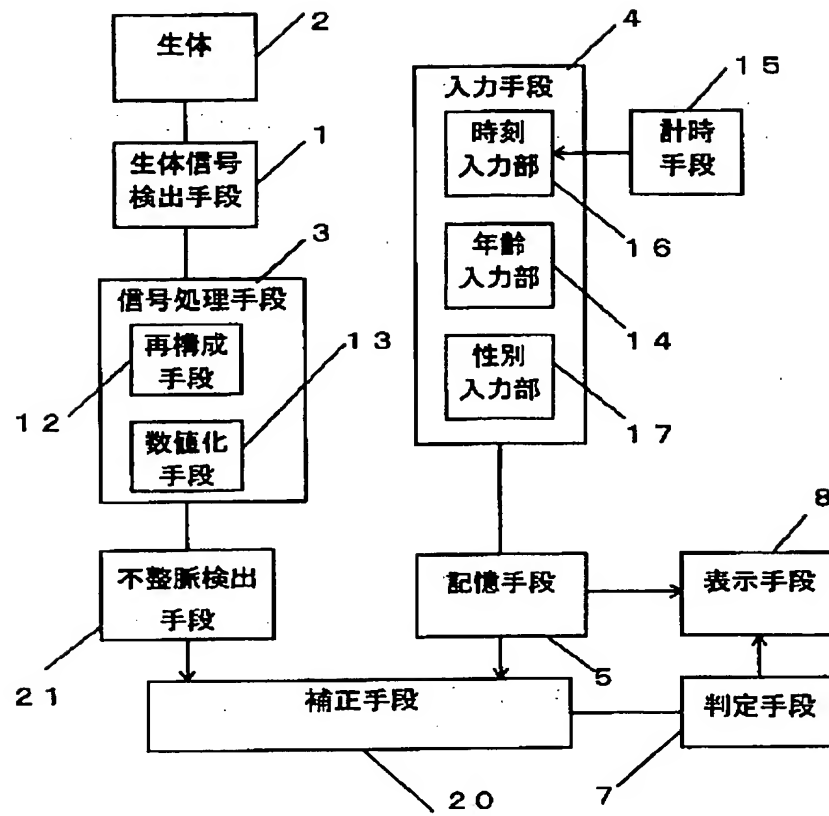 生体
2
生体信号
検出手段
1
信号処理手段
3
再構成
手段
12
数値化
手段
13
不整脈検出
手段
21
入力手段
4
時刻
入力部
16
計時
手段
15
年齢
入力部
14
性別
入力部
17
記憶手段
5
表示手段
8
補正手段
20
判定手段
7